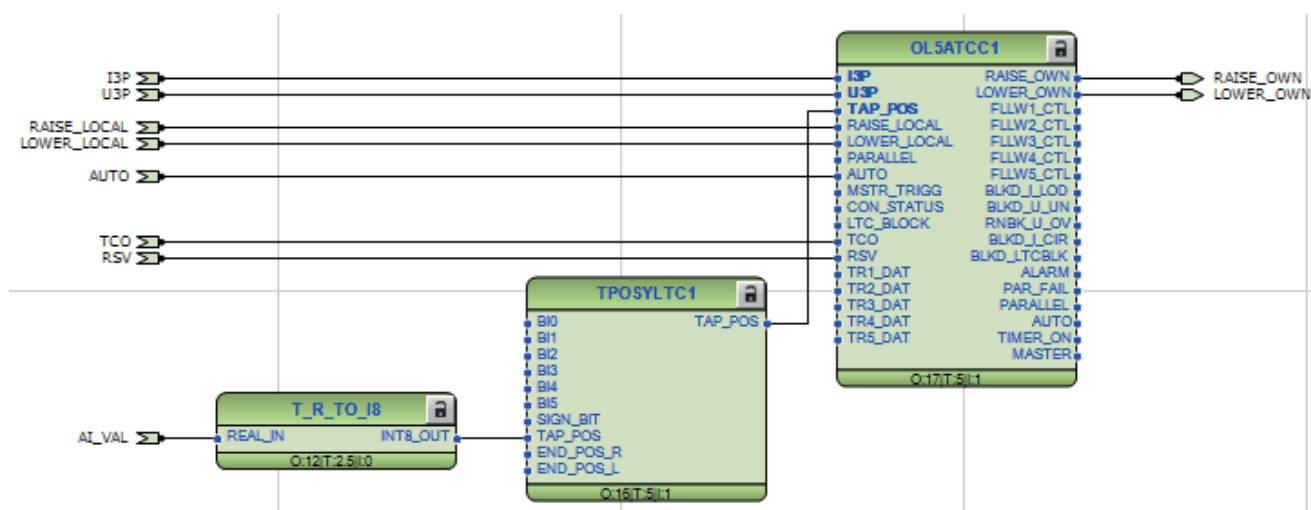 OL5ATCC1
I3P I3P RAISE_OWN RAISE_OWN
U3P U3P LOWER_OWN LOWER_OWN
TAP_POS FLLW1_CTL
RAISE_LOCAL RAISE_LOCAL FLLW2_CTL
LOWER_LOCAL LOWER_LOCAL FLLW3_CTL
PARALLEL FLLW4_CTL
AUTO AUTO FLLW5_CTL
MSTR_TRIGG BLKD_I_LOD
CON_STATUS BLKD_U_UN
LTC_BLOCK RNBK_U_OV
TCO TCO BLKD_I_CIR
RSV RSV BLKD_LTCBLK
TR1_DAT ALARM
TR2_DAT PAR_FAIL
TR3_DAT PARALLEL
TR4_DAT AUTO
TR5_DAT TIMER_ON
MASTER
O:17|T:5|I:1
TPOSYLTC1
BI0 TAP_POS
BI1
BI2
BI3
BI4
BI5
SIGN_BIT
TAP_POS
END_POS_R
END_POS_L
O:16|T:5|I:1
T_R_TO_I8
AI_VAL REAL_IN INT8_OUT
O:12|T:2.5|I:0